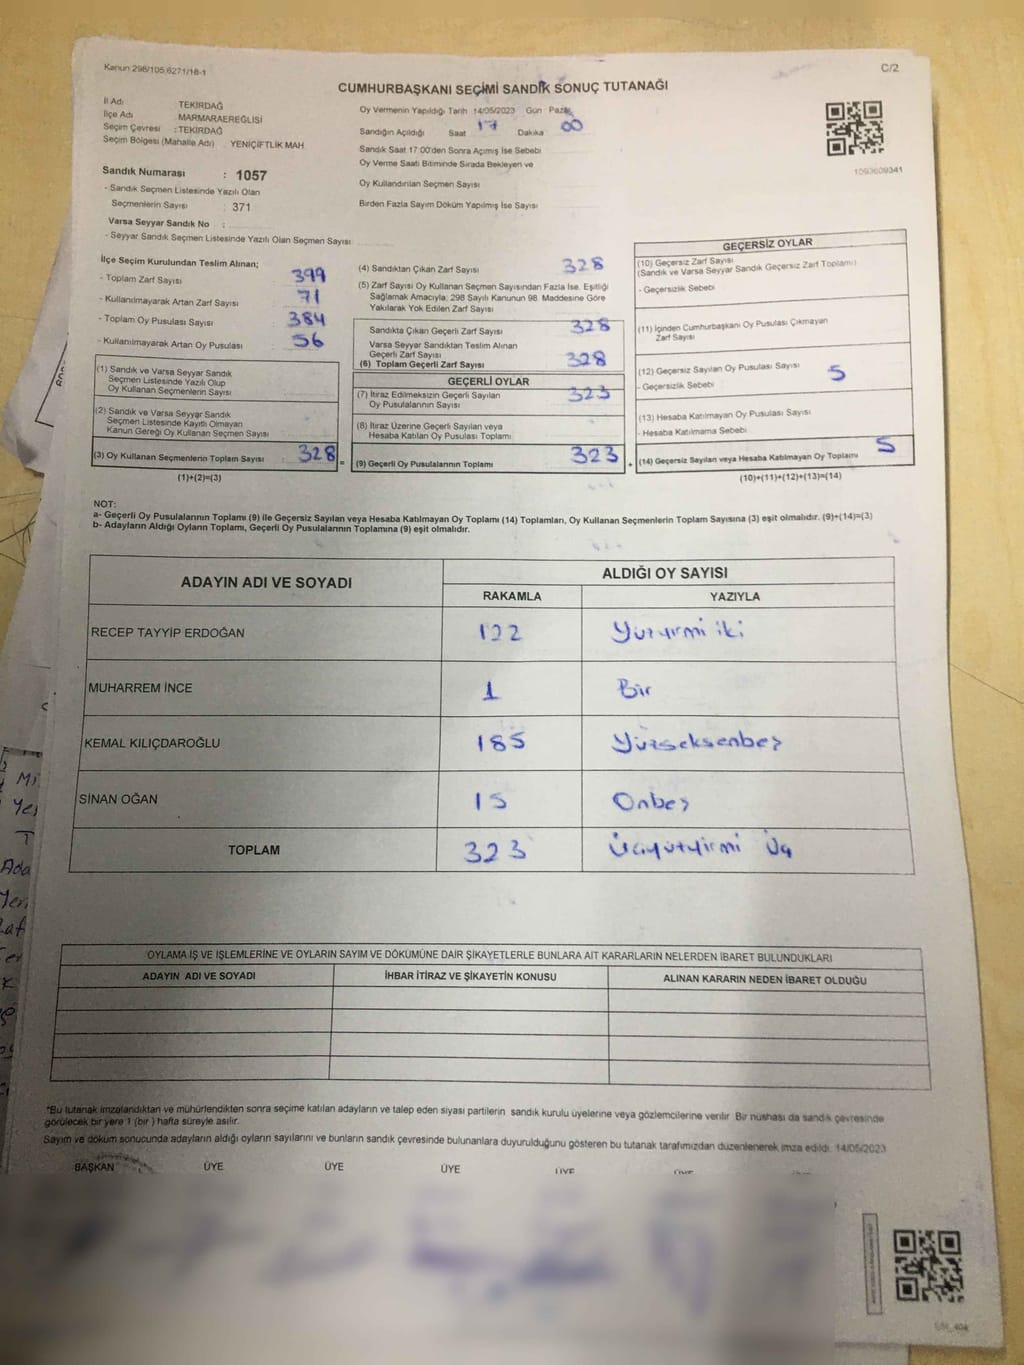 Kanun 298/105,6271/18-1
C/2
CUMHURBAŞKANI SEÇİMİ SANDIK SONUÇ TUTANAĞI
İl Adı TEKİRDAĞ
İlçe Adı MARMARAEREĞLİSİ
Seçim Çevresi : TEKİRDAĞ
Seçim Bölgesi (Mahalle Adı) . YENİÇİFTLİK MAH.
Sandık Numarası : 1057
- Sandık Seçmen Listesinde Yazılı Olan
Seçmenlerin Sayısı : 371
Varsa Seyyar Sandık No :
- Seyyar Sandık Seçmen Listesinde Yazılı Olan Seçmen Sayısı
Oy Vermenin Yapıldığı Tarih 14/05/2023 Gün Pazar
Sandığın Açıldığı Saat 17 Dakika 00
Sandık Saat 17.00'den Sonra Açımış İse Sebebi
Oy Verme Saati Bitiminde Sırada Bekleyen ve
Oy Kullandırılan Seçmen Sayısı
Birden Fazla Sayım Döküm Yapılmış İse Sayısı
1093609341
İlçe Seçim Kurulundan Teslim Alınan;
- Toplam Zarf Sayısı 399
- Kullanılmayarak Artan Zarf Sayısı 71
- Toplam Oy Pusulası Sayısı 384
- Kullanılmayarak Artan Oy Pusulası 56
(1) Sandık ve Varsa Seyyar Sandık
Seçmen Listesinde Yazılı Olup
Oy Kullanan Seçmenlerin Sayısı
(2) Sandık ve Varsa Seyyar Sandık
Seçmen Listesinde Kayıtlı Olmayan
Kanun Gereği Oy Kullanan Seçmen Sayısı
(3) Oy Kullanan Seçmenlerin Toplam Sayısı : 328
(1)+(2)=(3)
(4) Sandıktan Çıkan Zarf Sayısı 328
(5) Zarf Sayısı Oy Kullanan Seçmen Sayısından Fazla İse, Eşitliği
Sağlamak Amacıyla; 298 Sayılı Kanunun 98. Maddesine Göre
Yakılarak Yok Edilen Zarf Sayısı
Sandıkta Çıkan Geçerli Zarf Sayısı 328
Varsa Seyyar Sandıktan Teslim Alınan
Geçerli Zarf Sayısı
(6) Toplam Geçerli Zarf Sayısı 328
GEÇERLİ OYLAR
(7) İtiraz Edilmeksizin Geçerli Sayılan 323
Oy Pusulalarının Sayısı
(8) İtiraz Üzerine Geçerli Sayılan veya
Hesaba Katılan Oy Pusulası Toplamı
= (9) Geçerli Oy Pusulalarının Toplamı 323
GEÇERSİZ OYLAR
(10) Geçersiz Zarf Sayısı
(Sandık ve Varsa Seyyar Sandık Geçersiz Zarf Toplamı)
- Geçersizlik Sebebi
(11) İçinden Cumhurbaşkanı Oy Pusulası Çıkmayan
Zarf Sayısı
(12) Geçersiz Sayılan Oy Pusulası Sayısı 5
- Geçersizlik Sebebi
(13) Hesaba Katılmayan Oy Pusulası Sayısı
- Hesaba Katılmama Sebebi
+ (14) Geçersiz Sayılan veya Hesaba Katılmayan Oy Toplamı 5
(10)+(11)+(12)+(13)=(14)
NOT:
a- Geçerli Oy Pusulalarının Toplamı (9) ile Geçersiz Sayılan veya Hesaba Katılmayan Oy Toplamı (14) Toplamları, Oy Kullanan Seçmenlerin Toplam Sayısına (3) eşit olmalıdır. (9)+(14)=(3)
b- Adayların Aldığı Oyların Toplamı, Geçerli Oy Pusulalarının Toplamına (9) eşit olmalıdır.
ADAYIN ADI VE SOYADI ALDIĞI OY SAYISI
RAKAMLA YAZIYLA
RECEP TAYYİP ERDOĞAN 122 Yüzyirmi iki
MUHARREM İNCE 1 Bir
KEMAL KILIÇDAROĞLU 185 Yüzseksenbeş
SİNAN OĞAN 15 Onbeş
TOPLAM 323 Üçyüzyirmi üç
OYLAMA İŞ VE İŞLEMLERİNE VE OYLARIN SAYIM VE DÖKÜMÜNE DAİR ŞİKAYETLERLE BUNLARA AİT KARARLARIN NELERDEN İBARET BULUNDUKLARI
ADAYIN ADI VE SOYADI İHBAR İTİRAZ VE ŞİKAYETİN KONUSU ALINAN KARARIN NEDEN İBARET OLDUĞU
*Bu tutanak imzalandıktan ve mühürlendikten sonra seçime katılan adayların ve talep eden siyasi partilerin sandık kurulu üyelerine veya gözlemcilerine verilir. Bir nüshası da sandık çevresinde
görülecek bir yere 1 (bir) hafta süreyle asılır.
Sayım ve döküm sonucunda adayların aldığı oyların sayılarını ve bunların sandık çevresinde bulunanlara duyurulduğunu gösteren bu tutanak tarafımızdan düzenlenerek imza edildi. 14/05/2023
BAŞKAN ÜYE ÜYE ÜYE ÜYE